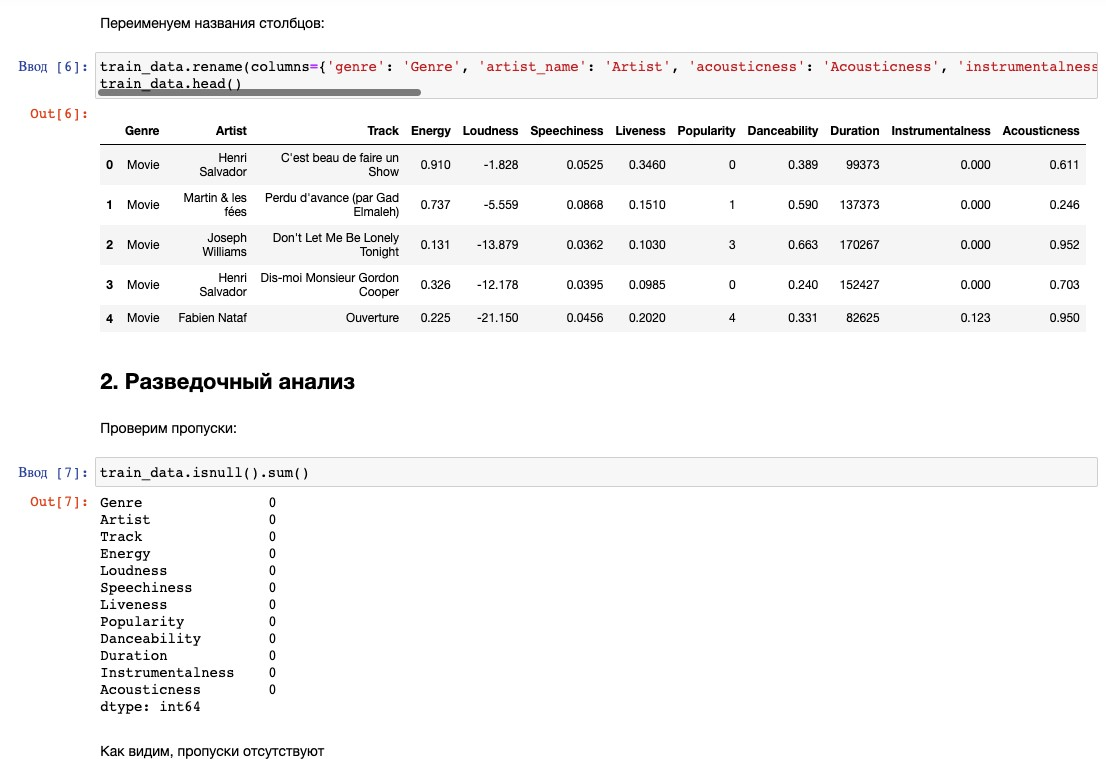 Переименуем названия столбцов:
Ввод [6]: train_data.rename(columns={'genre': 'Genre', 'artist_name': 'Artist', 'acousticness': 'Acousticness', 'instrumentalness
train_data.head()
Out[6]:
Genre Artist Track Energy Loudness Speechiness Liveness Popularity Danceability Duration Instrumentalness Acousticness
0 Movie Henri Salvador C'est beau de faire un Show 0.910 -1.828 0.0525 0.3460 0 0.389 99373 0.000 0.611
1 Movie Martin & les fées Perdu d'avance (par Gad Elmaleh) 0.737 -5.559 0.0868 0.1510 1 0.590 137373 0.000 0.246
2 Movie Joseph Williams Don't Let Me Be Lonely Tonight 0.131 -13.879 0.0362 0.1030 3 0.663 170267 0.000 0.952
3 Movie Henri Salvador Dis-moi Monsieur Gordon Cooper 0.326 -12.178 0.0395 0.0985 0 0.240 152427 0.000 0.703
4 Movie Fabien Nataf Ouverture 0.225 -21.150 0.0456 0.2020 4 0.331 82625 0.123 0.950
2. Разведочный анализ
Проверим пропуски:
Ввод [7]: train_data.isnull().sum()
Out[7]: Genre 0
Artist 0
Track 0
Energy 0
Loudness 0
Speechiness 0
Liveness 0
Popularity 0
Danceability 0
Duration 0
Instrumentalness 0
Acousticness 0
dtype: int64
Как видим, пропуски отсутствуют